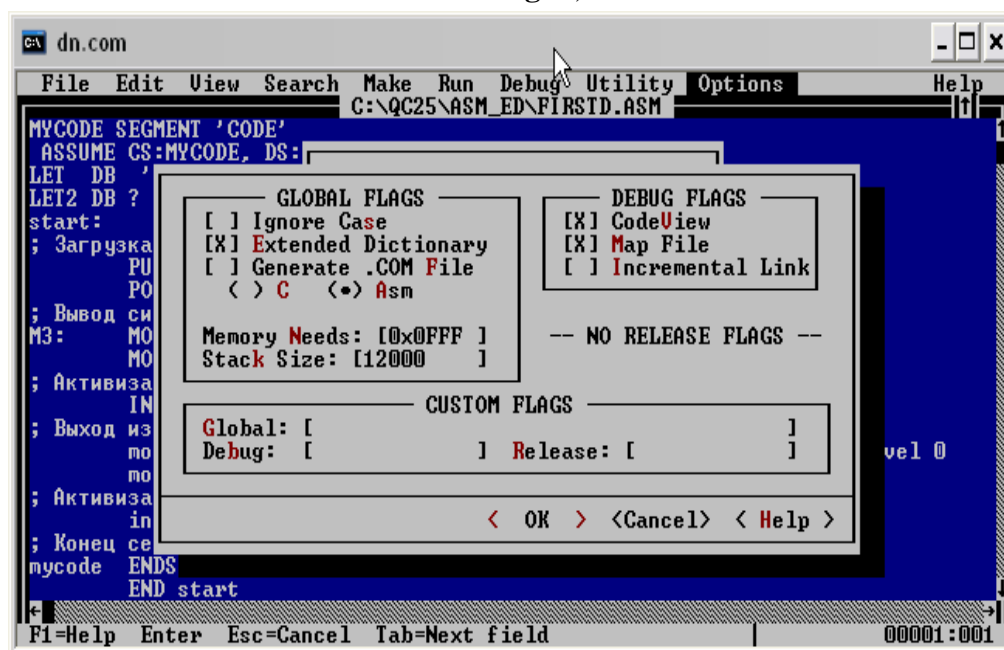 dn.com
File Edit View Search Make Run Debug Utility Options Help
C:\QC25\ASM_ED\FIRSTD.ASM
MYCODE SEGMENT 'CODE'
ASSUME CS:MYCODE, DS:
LET DB '
LET2 DB ?
start:
; Загрузка
PU
PO
; Вывод си
M3: MO
MO
; Активиза
IN
; Выход из
mo vel 0
mo
; Активиза
in
; Конец се
mycode ENDS
END start
GLOBAL FLAGS
[ ] Ignore Case
[X] Extended Dictionary
[ ] Generate .COM File
( ) C (•) Asm
Memory Needs: [0x0FFF ]
Stack Size: [12000 ]
DEBUG FLAGS
[X] CodeView
[X] Map File
[ ] Incremental Link
-- NO RELEASE FLAGS --
CUSTOM FLAGS
Global: [ ]
Debug: [ ] Release: [ ]
< OK > <Cancel> < Help >
F1=Help Enter Esc=Cancel Tab=Next field 00001:001